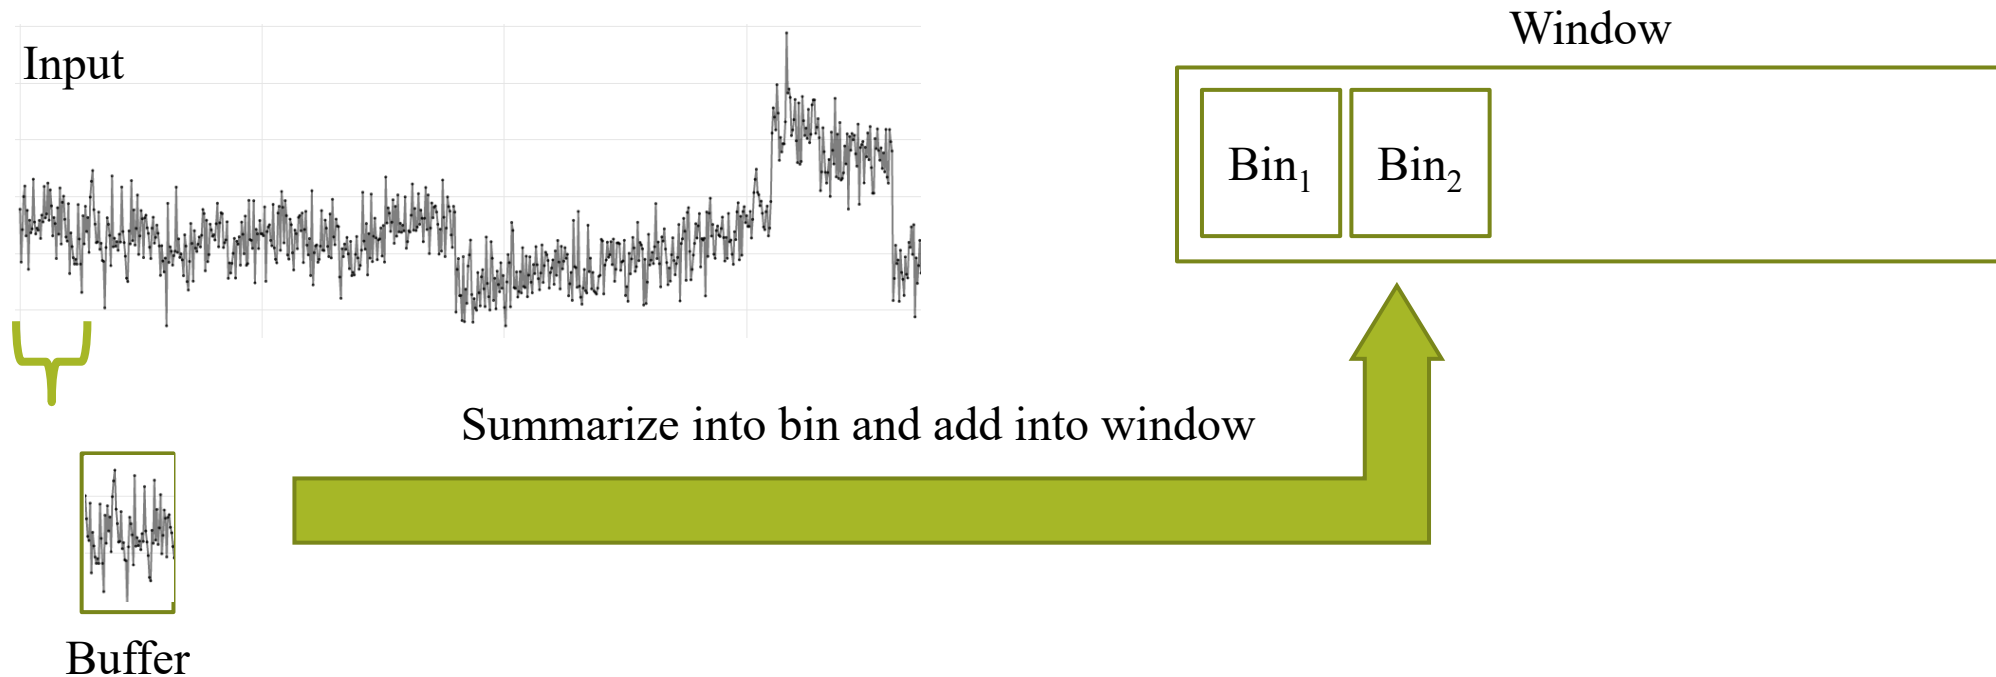 Window
Input
Bin₁
Bin₂
Summarize into bin and add into window
Buffer